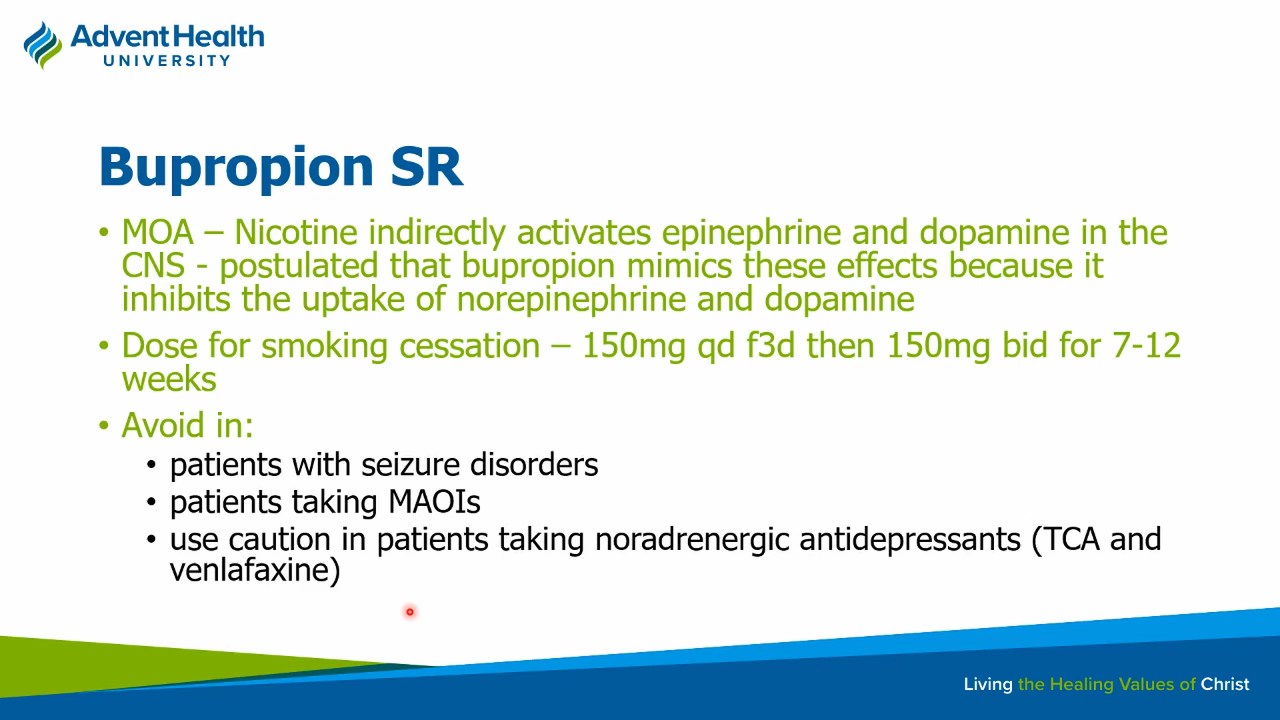 AdventHealth
UNIVERSITY
Bupropion SR
• MOA – Nicotine indirectly activates epinephrine and dopamine in the
CNS - postulated that bupropion mimics these effects because it
inhibits the uptake of norepinephrine and dopamine
• Dose for smoking cessation – 150mg qd f3d then 150mg bid for 7-12
weeks
• Avoid in:
• patients with seizure disorders
• patients taking MAOIs
• use caution in patients taking noradrenergic antidepressants (TCA and
venlafaxine)
Living the Healing Values of Christ